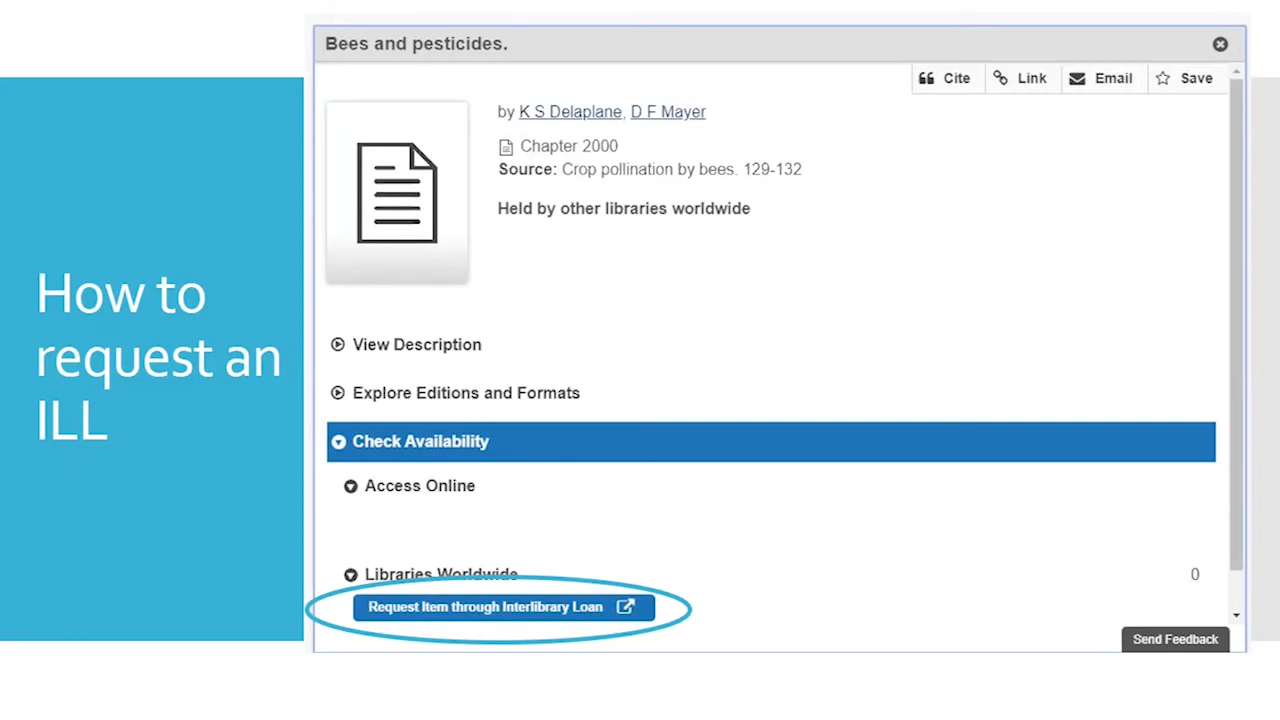 How to
request an
ILL
Bees and pesticides.
Cite
Link
Email
Save
by K S Delaplane, D F Mayer
Chapter 2000
Source: Crop pollination by bees. 129-132
Held by other libraries worldwide
View Description
Explore Editions and Formats
Check Availability
Access Online
Libraries Worldwide 0
Request Item through Interlibrary Loan
Send Feedback